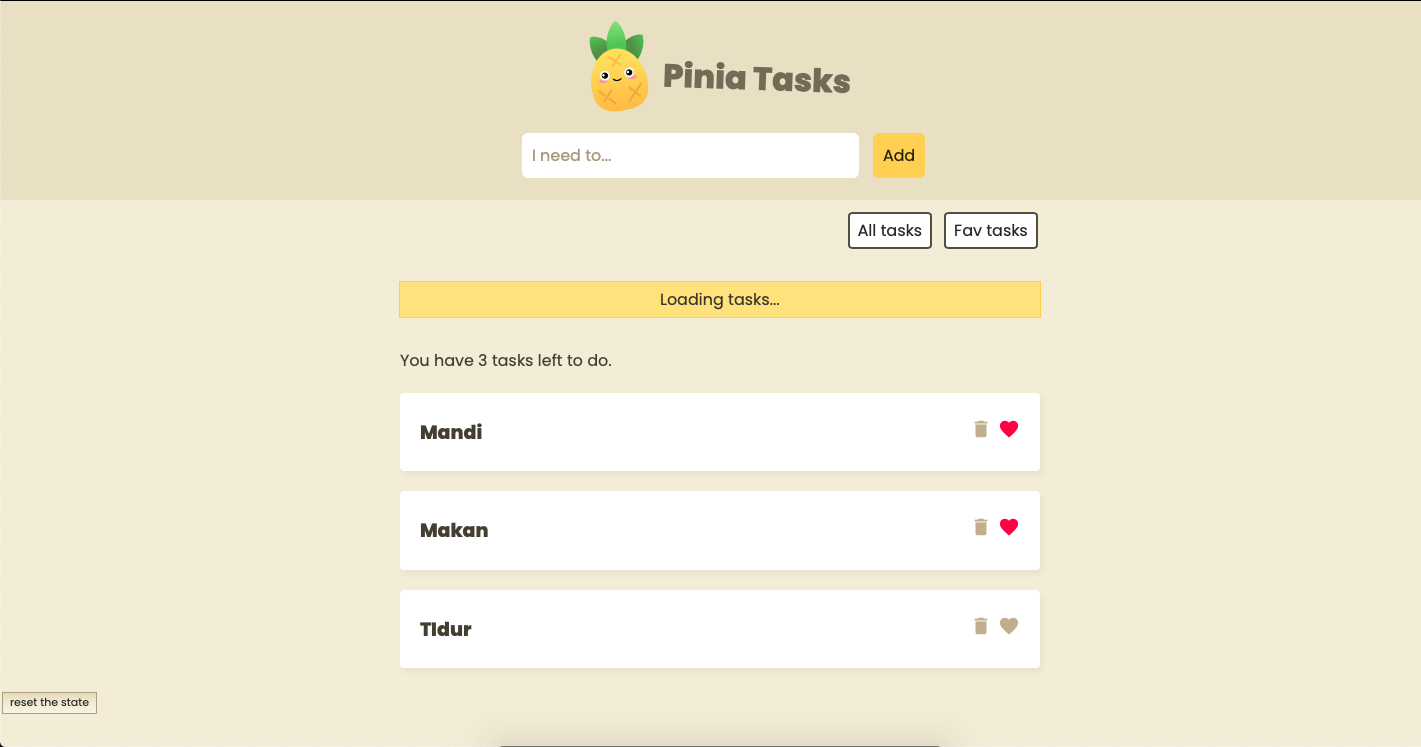 Pinia Tasks
I need to...
Add
All tasks
Fav tasks
Loading tasks...
You have 3 tasks left to do.
Mandi
Makan
TIdur
reset the state